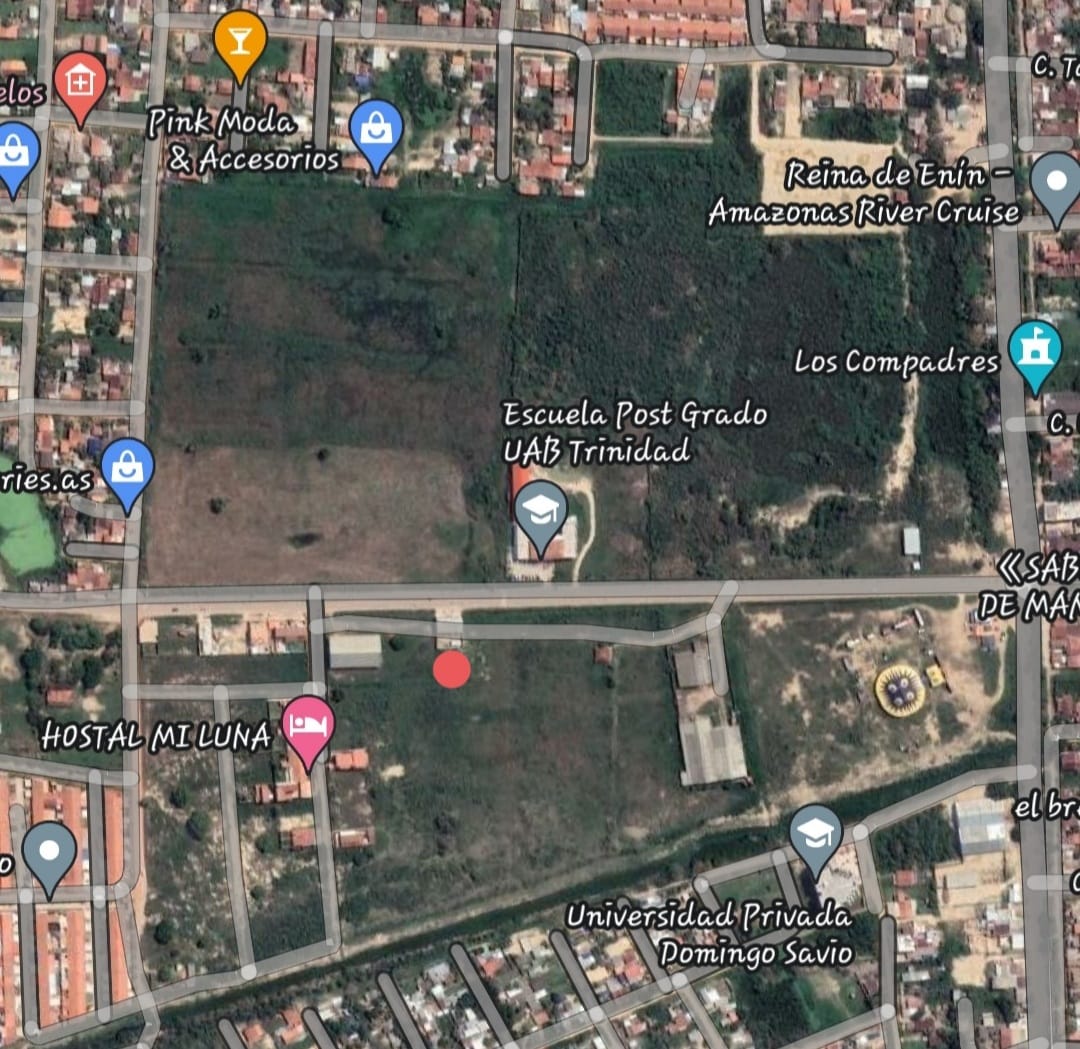 elos
C. T
Pink Moda
& Accesorios
Reina de Enín -
Amazonas River Cruise
Los Compadres
Escuela Post Grado
UAB Trinidad
C.
ries.as
《SAB
DE MAN
HOSTAL MI LUNA
el br
o
Universidad Privada
Domingo Savio